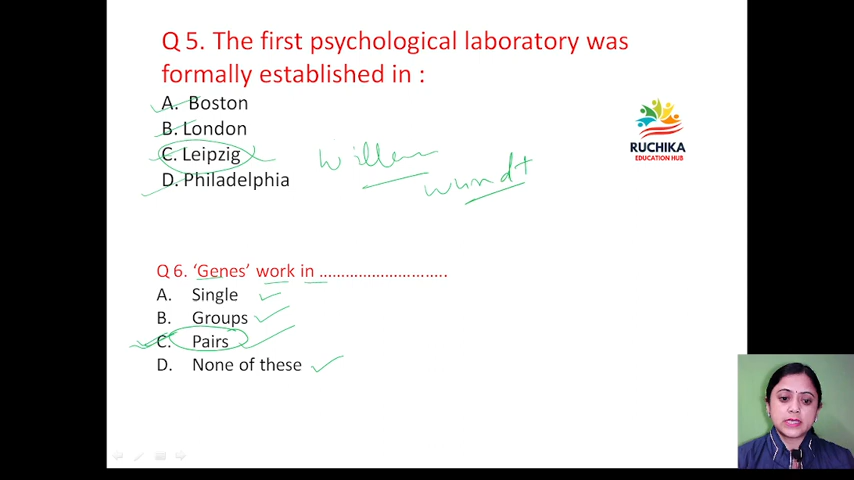 Q 5. The first psychological laboratory was
formally established in :
A. Boston
B. London
C. Leipzig
D. Philadelphia
Willem
wundt
RUCHIKA
EDUCATION HUB
Q 6. ‘Genes’ work in ................................
A. Single
B. Groups
C. Pairs
D. None of these